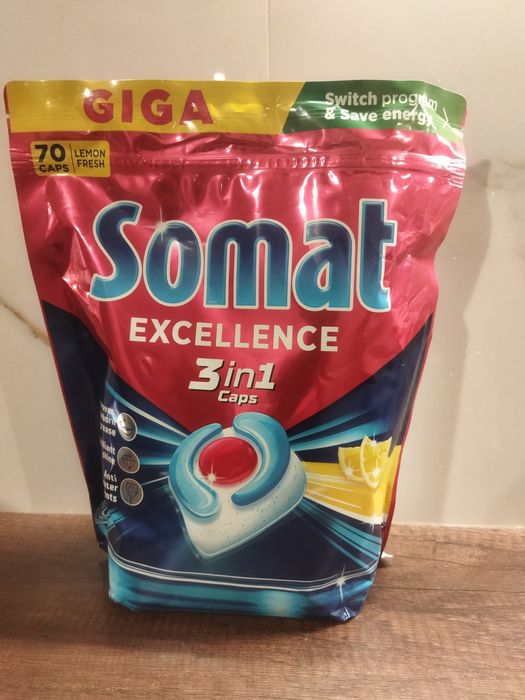 GIGA
Switch program
& Save energy
70
CAPS
LEMON
FRESH
Somat
EXCELLENCE
3in1
Caps